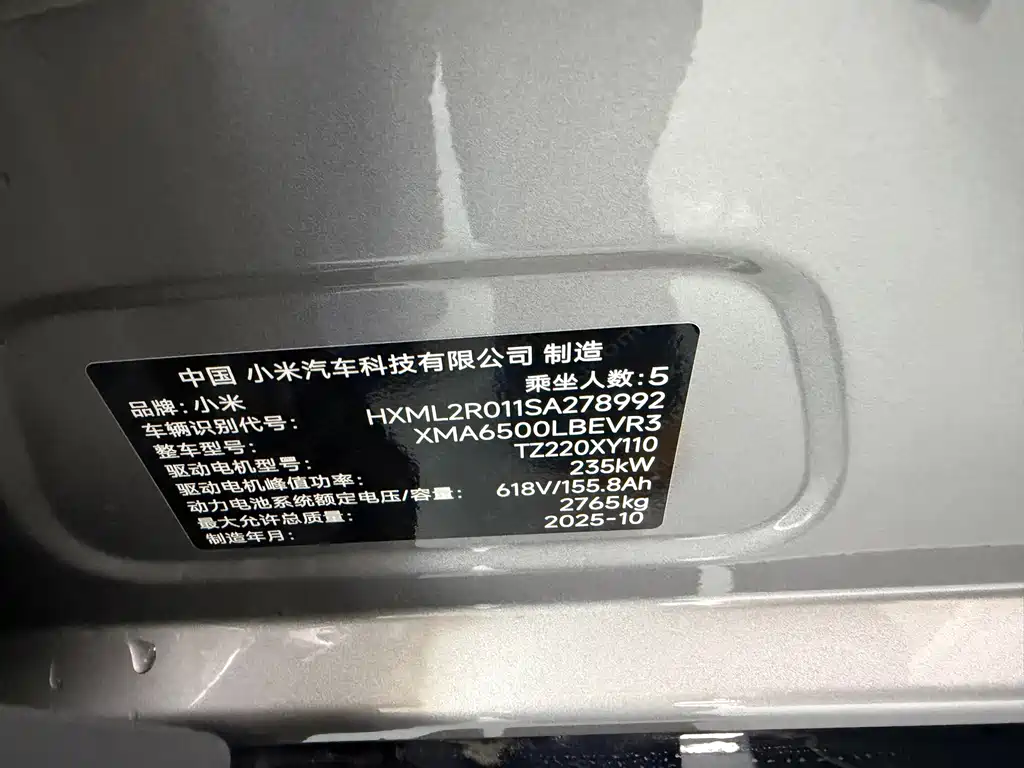 中国 小米汽车科技有限公司 制造
品牌：小米 乘坐人数：5
车辆识别代号： HXML2R011SA278992
整车型号： XMA6500LBEVR3
驱动电机型号： TZ220XY110
驱动电机峰值功率： 235kW
动力电池系统额定电压/容量： 618V/155.8Ah
最大允许总质量： 2765kg
制造年月： 2025-10